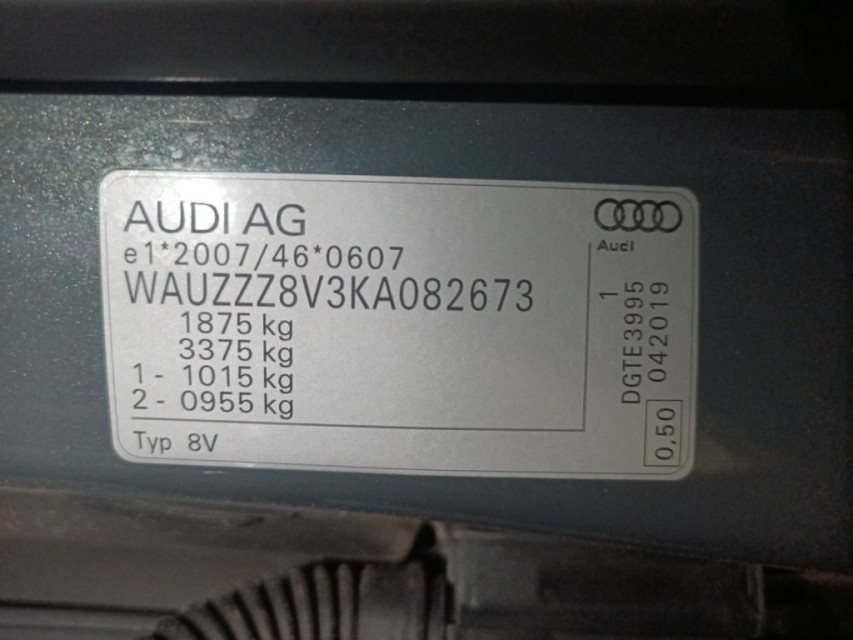 AUDI AG
e1*2007/46*0607
WAUZZZ8V3KA082673
1875 kg
3375 kg
1 - 1015 kg
2 - 0955 kg
Typ 8V
Audi
1
DGTE3995
042019
0,50